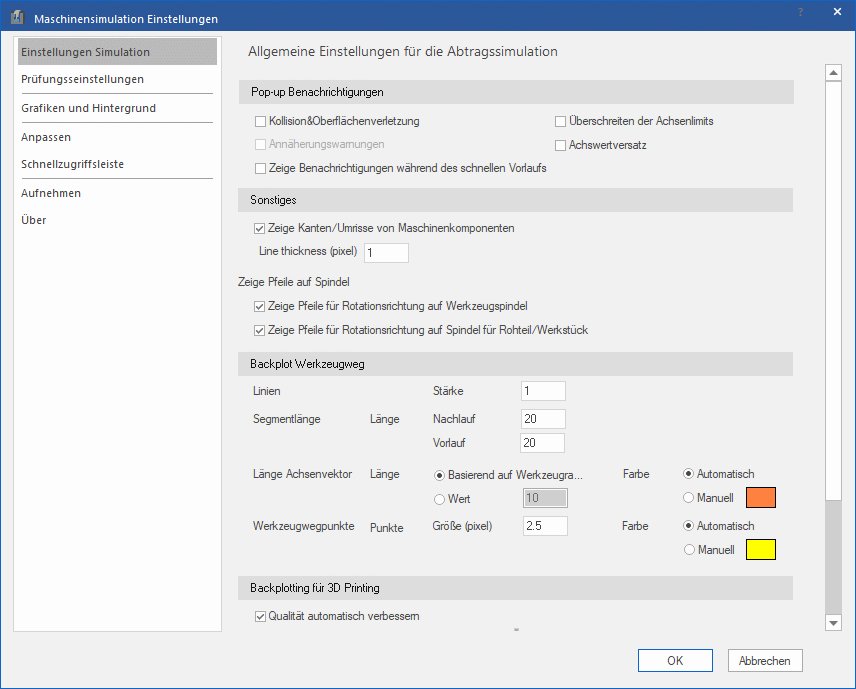 Maschinensimulation Einstellungen
?
Einstellungen Simulation
Prüfungsseinstellungen
Grafiken und Hintergrund
Anpassen
Schnellzugriffsleiste
Aufnehmen
Über
Allgemeine Einstellungen für die Abtragssimulation
Pop-up Benachrichtigungen
Kollision&Oberflächenverletzung
Überschreiten der Achsenlimits
Annäherungswarnungen
Achswertversatz
Zeige Benachrichtigungen während des schnellen Vorlaufs
Sonstiges
Zeige Kanten/Umrisse von Maschinenkomponenten
Line thickness (pixel) 1
Zeige Pfeile auf Spindel
Zeige Pfeile für Rotationsrichtung auf Werkzeugspindel
Zeige Pfeile für Rotationsrichtung auf Spindel für Rohteil/Werkstück
Backplot Werkzeugweg
Linien Stärke 1
Segmentlänge Länge Nachlauf 20
Vorlauf 20
Länge Achsenvektor Länge Basierend auf Werkzeugra... Farbe Automatisch
Wert 10 Manuell
Werkzeugwegpunkte Punkte Größe (pixel) 2.5 Farbe Automatisch
Manuell
Backplotting für 3D Printing
Qualität automatisch verbessern
OK Abbrechen